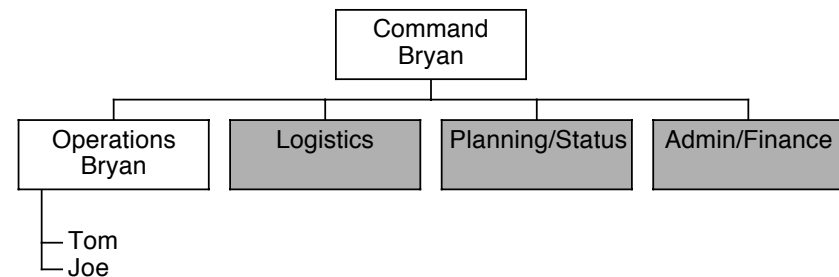 Command
Bryan
Operations
Bryan
Logistics
Planning/Status
Admin/Finance
Tom
Joe